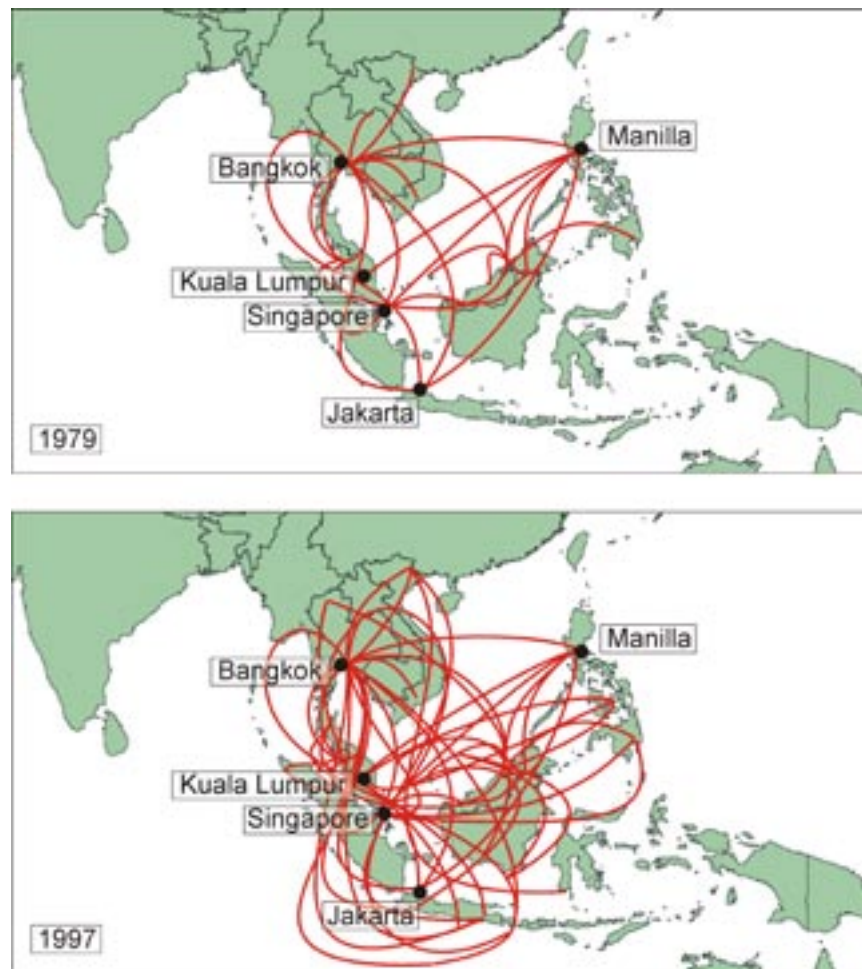 Manilla
Bangkok
Kuala Lumpur
Singapore
Jakarta
1979
Manilla
Bangkok
Kuala Lumpur
Singapore
Jakarta
1997